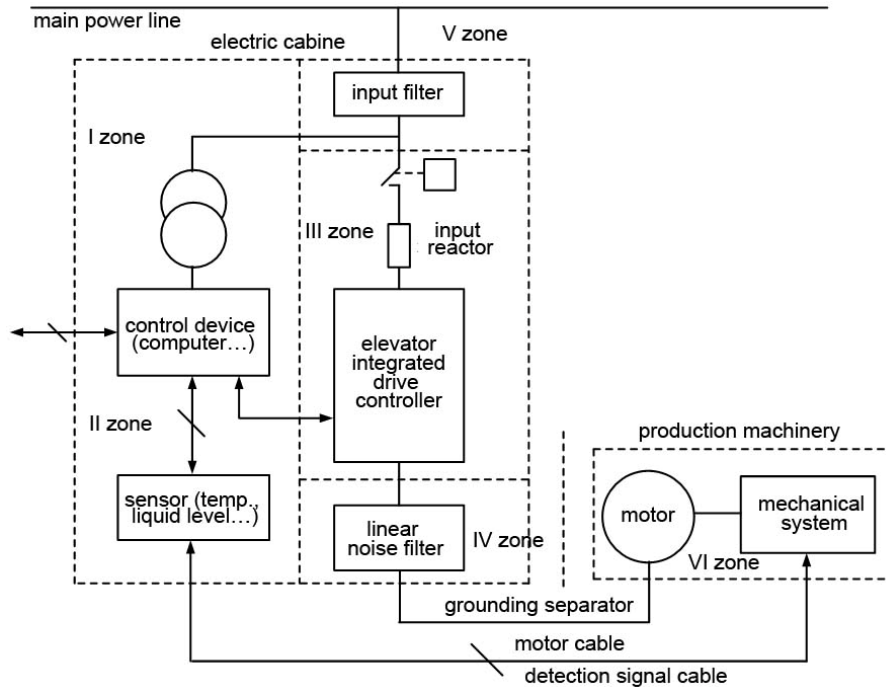 main power line
electric cabine
V zone
input filter
I zone
III zone
input
reactor
control device
(computer…)
elevator
integrated
drive
controller
II zone
production machinery
sensor (temp.,
liquid level…)
linear
noise filter
IV zone
motor
mechanical
system
VI zone
grounding separator
motor cable
detection signal cable